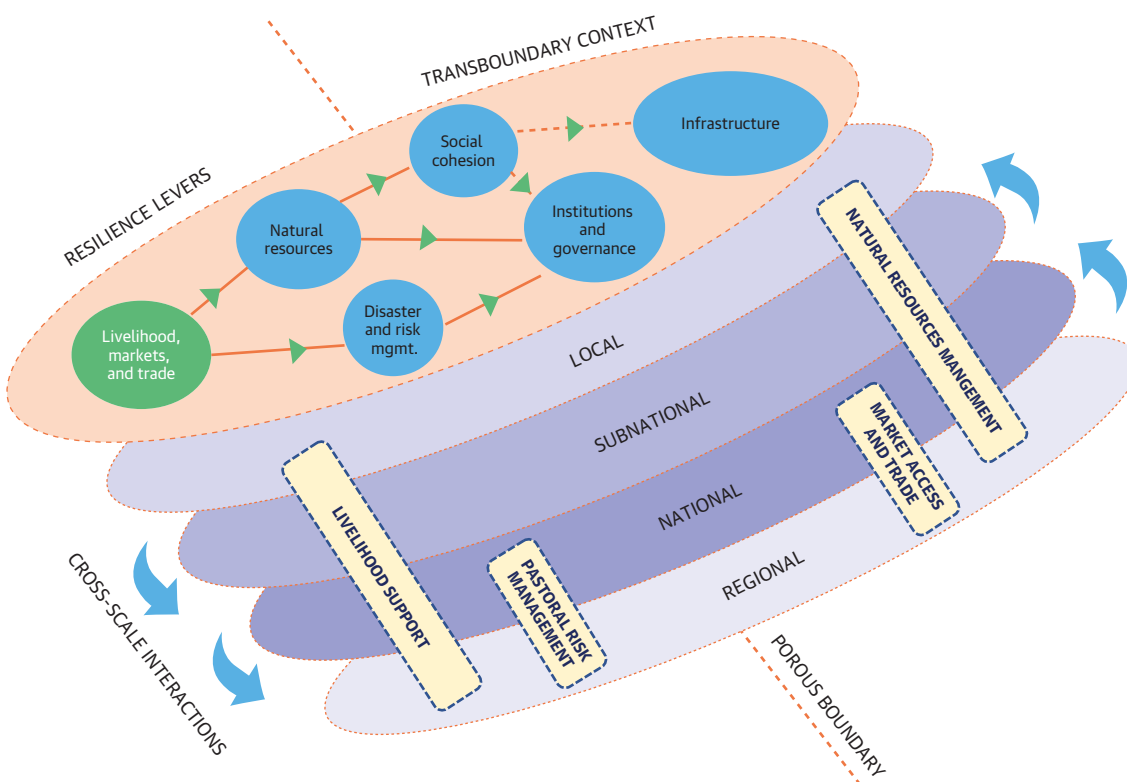 TRANSBOUNDARY CONTEXT
RESILIENCE LEVERS
Infrastructure
Social
cohesion
Natural
resources
Institutions
and
governance
Disaster
and risk
mgmt.
Livelihood,
markets,
and trade
LOCAL
SUBNATIONAL
NATIONAL
REGIONAL
NATURAL RESOURCES MANGEMENT
MARKET ACCESS
AND TRADE
LIVELIHOOD SUPPORT
PASTORAL RISK
MANAGEMENT
CROSS-SCALE INTERACTIONS
POROUS BOUNDARY